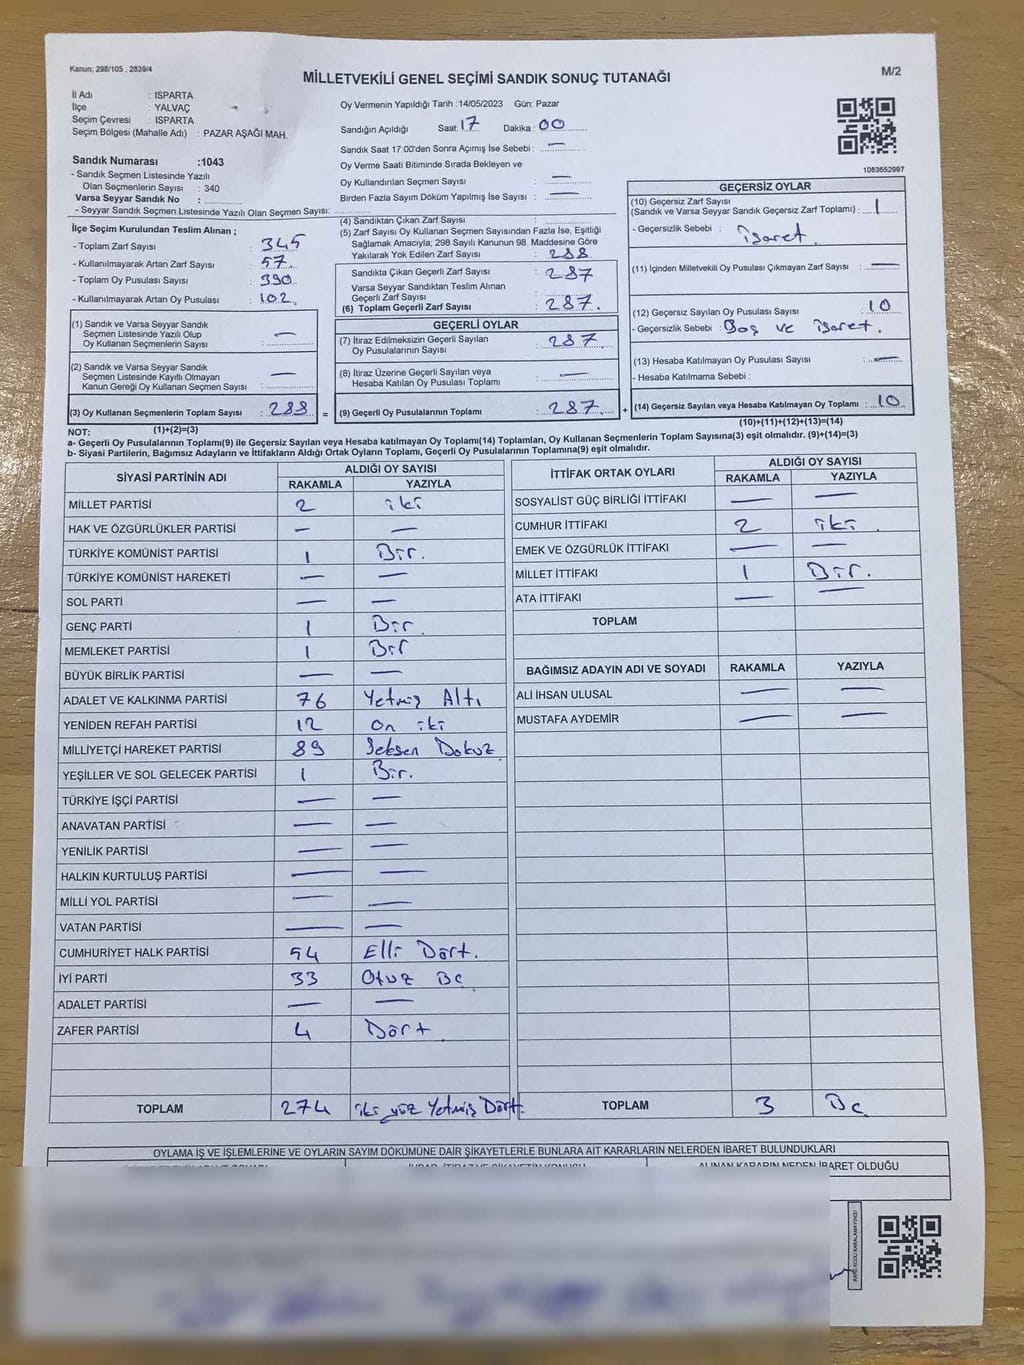 Kanun; 298/105 , 2839/4
MİLLETVEKİLİ GENEL SEÇİMİ SANDIK SONUÇ TUTANAĞI
M/2
İl Adı : ISPARTA
İlçe : YALVAÇ
Seçim Çevresi : ISPARTA
Seçim Bölgesi (Mahalle Adı) : PAZAR AŞAĞI MAH.
Sandık Numarası :1043
- Sandık Seçmen Listesinde Yazılı
Olan Seçmenlerin Sayısı : 340
Varsa Seyyar Sandık No :
- Seyyar Sandık Seçmen Listesinde Yazılı Olan Seçmen Sayısı:
Oy Vermenin Yapıldığı Tarih :14/05/2023 Gün: Pazar
Sandığın Açıldığı Saat: 17 Dakika : 00
Sandık Saat 17:00'den Sonra Açımış İse Sebebi : —
Oy Verme Saati Bitiminde Sırada Bekleyen ve
Oy Kullandırılan Seçmen Sayısı : —
Birden Fazla Sayım Döküm Yapılmış İse Sayısı : —
1083652997
İlçe Seçim Kurulundan Teslim Alınan ;
- Toplam Zarf Sayısı : 345
- Kullanılmayarak Artan Zarf Sayısı : 57
- Toplam Oy Pusulası Sayısı : 390
- Kullanılmayarak Artan Oy Pusulası : 102
(1) Sandık ve Varsa Seyyar Sandık
Seçmen Listesinde Yazılı Olup
Oy Kullanan Seçmenlerin Sayısı : —
(2) Sandık ve Varsa Seyyar Sandık
Seçmen Listesinde Kayıtlı Olmayan
Kanun Gereği Oy Kullanan Seçmen Sayısı : —
(3) Oy Kullanan Seçmenlerin Toplam Sayısı : 288 =
(4) Sandıktan Çıkan Zarf Sayısı :
(5) Zarf Sayısı Oy Kullanan Seçmen Sayısından Fazla İse, Eşitliği
Sağlamak Amacıyla; 298 Sayılı Kanunun 98. Maddesine Göre
Yakılarak Yok Edilen Zarf Sayısı : 288
Sandıkta Çıkan Geçerli Zarf Sayısı : 287
Varsa Seyyar Sandıktan Teslim Alınan
Geçerli Zarf Sayısı :
(6) Toplam Geçerli Zarf Sayısı : 287.
GEÇERLİ OYLAR
(7) İtiraz Edilmeksizin Geçerli Sayılan
Oy Pusulalarının Sayısı : 287
(8) İtiraz Üzerine Geçerli Sayılan veya
Hesaba Katılan Oy Pusulası Toplamı : —
(9) Geçerli Oy Pusulalarının Toplamı : 287 +
GEÇERSİZ OYLAR
(10) Geçersiz Zarf Sayısı
(Sandık ve Varsa Seyyar Sandık Geçersiz Zarf Toplamı) : 1
- Geçersizlik Sebebi : işaret.
(11) İçinden Milletvekili Oy Pusulası Çıkmayan Zarf Sayısı : —
(12) Geçersiz Sayılan Oy Pusulası Sayısı : 10
- Geçersizlik Sebebi : Boş ve işaret.
(13) Hesaba Katılmayan Oy Pusulası Sayısı : —
- Hesaba Katılmama Sebebi :
(14) Geçersiz Sayılan veya Hesaba Katılmayan Oy Toplamı : 10
NOT: (1)+(2)=(3)
(10)+(11)+(12)+(13)=(14)
a- Geçerli Oy Pusulalarının Toplamı(9) ile Geçersiz Sayılan veya Hesaba katılmayan Oy Toplamı(14) Toplamları, Oy Kullanan Seçmenlerin Toplam Sayısına(3) eşit olmalıdır. (9)+(14)=(3)
b- Siyasi Partilerin, Bağımsız Adayların ve İttifakların Aldığı Ortak Oyların Toplamı, Geçerli Oy Pusulalarının Toplamına(9) eşit olmalıdır.
SİYASİ PARTİNİN ADI ALDIĞI OY SAYISI
RAKAMLA YAZIYLA
MİLLET PARTİSİ 2 iki
HAK VE ÖZGÜRLÜKLER PARTİSİ — —
TÜRKİYE KOMÜNİST PARTİSİ 1 Bir.
TÜRKİYE KOMÜNİST HAREKETİ — —
SOL PARTİ — —
GENÇ PARTİ 1 Bir
MEMLEKET PARTİSİ 1 Bir
BÜYÜK BİRLİK PARTİSİ — —
ADALET VE KALKINMA PARTİSİ 76 Yetmiş Altı
YENİDEN REFAH PARTİSİ 12 On iki
MİLLİYETÇİ HAREKET PARTİSİ 89 Seksen Dokuz
YEŞİLLER VE SOL GELECEK PARTİSİ 1 Bir.
TÜRKİYE İŞÇİ PARTİSİ — —
ANAVATAN PARTİSİ — —
YENİLİK PARTİSİ — —
HALKIN KURTULUŞ PARTİSİ — —
MİLLİ YOL PARTİSİ — —
VATAN PARTİSİ — —
CUMHURİYET HALK PARTİSİ 54 Elli Dört.
İYİ PARTİ 33 Otuz Üç
ADALET PARTİSİ — —
ZAFER PARTİSİ 4 Dört
TOPLAM 274 iki yüz Yetmiş Dört.
İTTİFAK ORTAK OYLARI ALDIĞI OY SAYISI
RAKAMLA YAZIYLA
SOSYALİST GÜÇ BİRLİĞİ İTTİFAKI — —
CUMHUR İTTİFAKI 2 iki.
EMEK VE ÖZGÜRLÜK İTTİFAKI — —
MİLLET İTTİFAKI 1 Bir.
ATA İTTİFAKI — —
TOPLAM
BAĞIMSIZ ADAYIN ADI VE SOYADI RAKAMLA YAZIYLA
ALİ İHSAN ULUSAL — —
MUSTAFA AYDEMİR — —
TOPLAM 3 Üç
OYLAMA İŞ VE İŞLEMLERİNE VE OYLARIN SAYIM DÖKÜMÜNE DAİR ŞİKAYETLERLE BUNLARA AİT KARARLARIN NELERDEN İBARET BULUNDUKLARI
ALINAN KARARIN NEDEN İBARET OLDUĞU